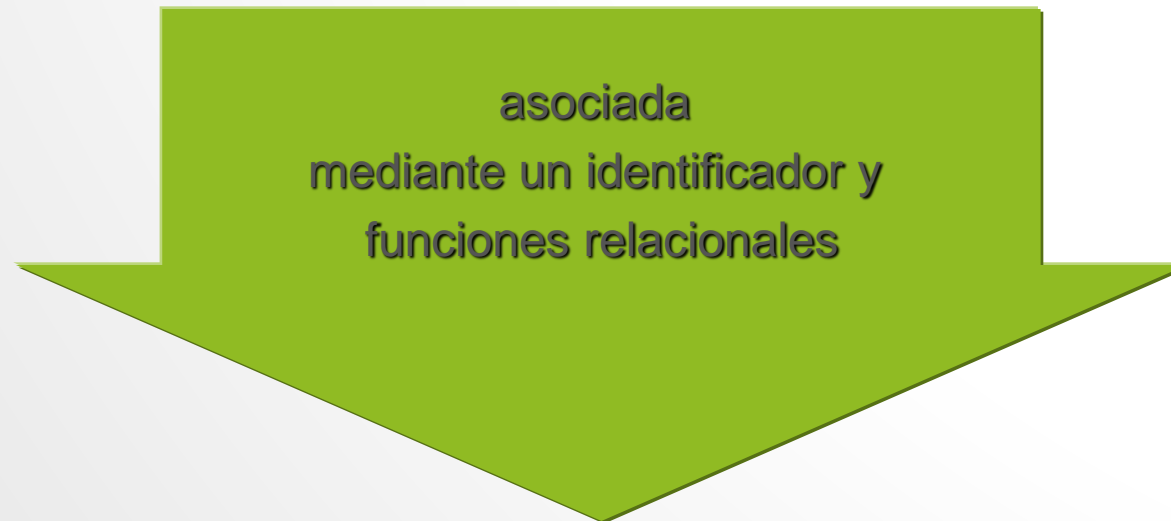 asociada
mediante un identificador y
funciones relacionales